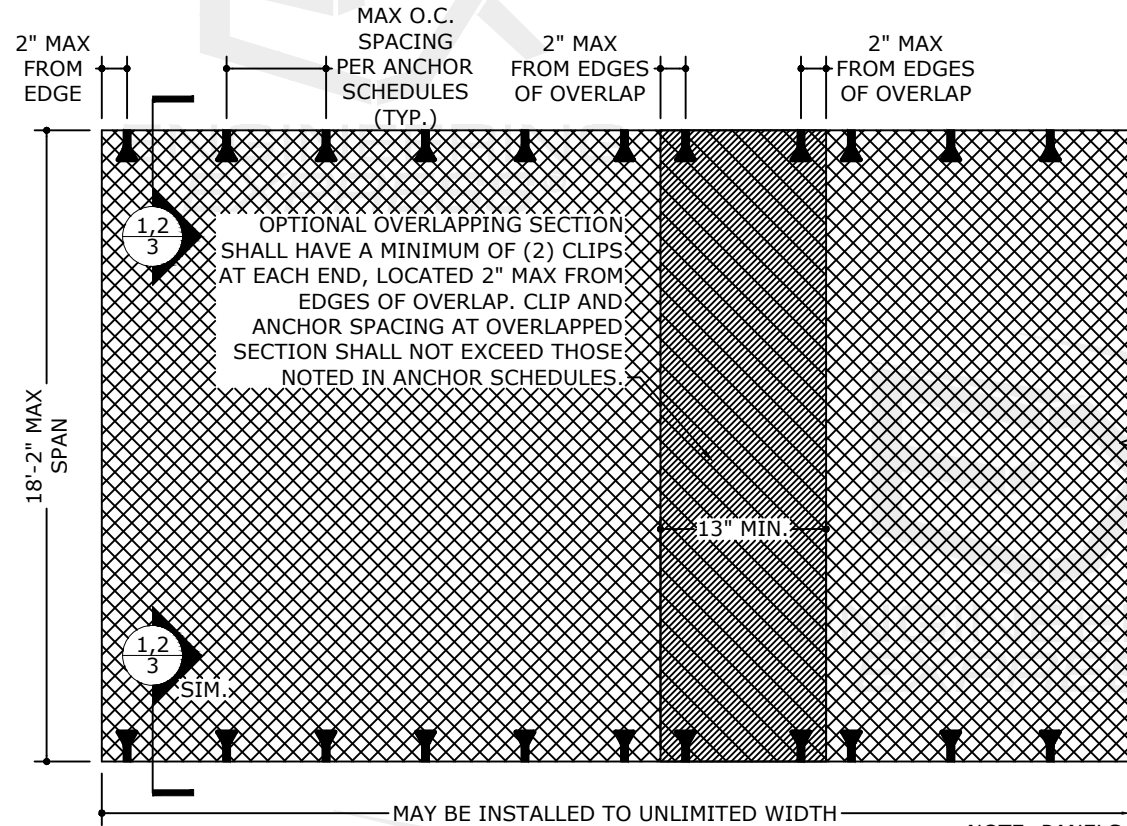 2" MAX
FROM
EDGE
MAX O.C.
SPACING
PER ANCHOR
SCHEDULES
(TYP.)
2" MAX
FROM EDGES
OF OVERLAP
2" MAX
FROM EDGES
OF OVERLAP
1,2
3
OPTIONAL OVERLAPPING SECTION
SHALL HAVE A MINIMUM OF (2) CLIPS
AT EACH END, LOCATED 2" MAX FROM
EDGES OF OVERLAP. CLIP AND
ANCHOR SPACING AT OVERLAPPED
SECTION SHALL NOT EXCEED THOSE
NOTED IN ANCHOR SCHEDULES.
18'-2" MAX
SPAN
13" MIN.
1,2
3
SIM.
MAY BE INSTALLED TO UNLIMITED WIDTH